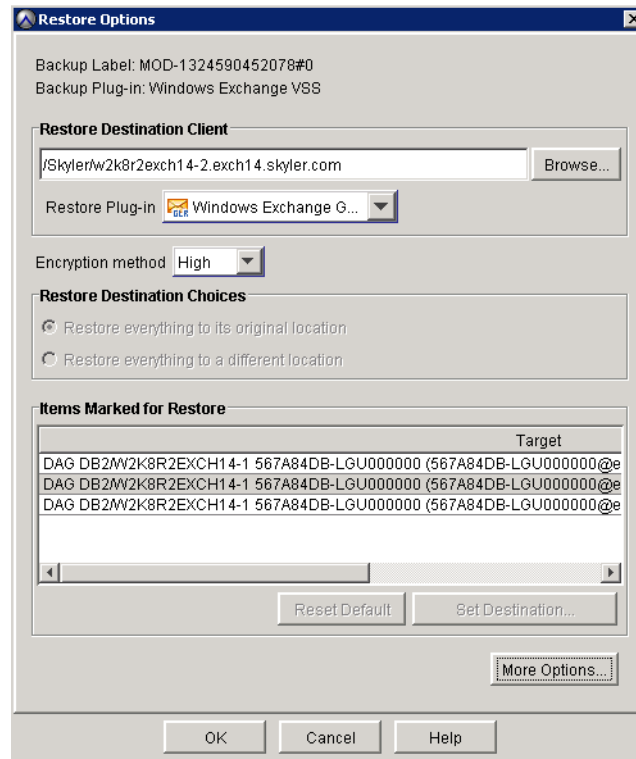 Restore Options
Backup Label: MOD-1324590452078#0
Backup Plug-in: Windows Exchange VSS
Restore Destination Client
/Skyler/w2k8r2exch14-2.exch14.skyler.com
Browse...
Restore Plug-in
GLR
Windows Exchange G...
Encryption method High
Restore Destination Choices
Restore everything to its original location
Restore everything to a different location
Items Marked for Restore
Target
DAG DB2/W2K8R2EXCH14-1 567A84DB-LGU000000 (567A84DB-LGU000000@e
DAG DB2/W2K8R2EXCH14-1 567A84DB-LGU000000 (567A84DB-LGU000000@e
DAG DB2/W2K8R2EXCH14-1 567A84DB-LGU000000 (567A84DB-LGU000000@e
Reset Default Set Destination...
More Options...
OK Cancel Help